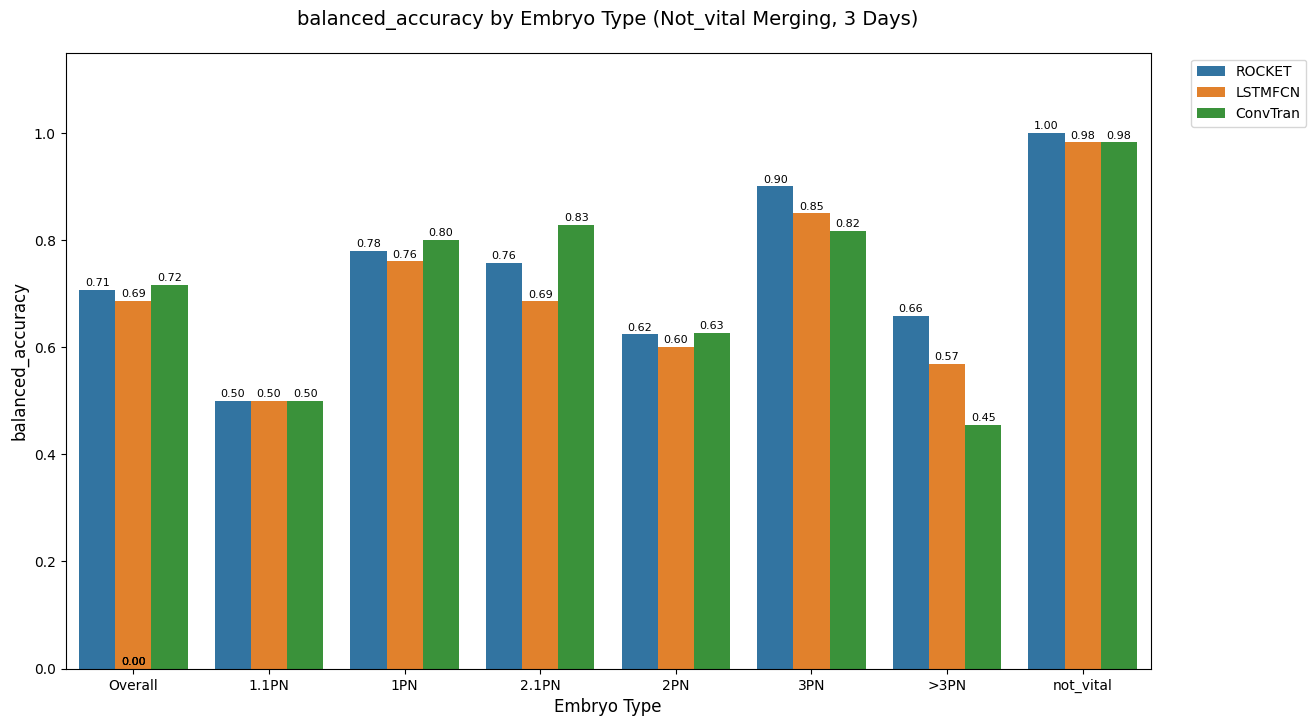 balanced_accuracy by Embryo Type (Not_vital Merging, 3 Days)
ROCKET
LSTMFCN
ConvTran
balanced_accuracy
1.0
0.8
0.6
0.4
0.2
0.0
0.71
0.69
0.72
0.00
0.50
0.50
0.50
0.78
0.76
0.80
0.76
0.69
0.83
0.62
0.60
0.63
0.90
0.85
0.82
0.66
0.57
0.45
1.00
0.98
0.98
Overall
1.1PN
1PN
2.1PN
2PN
3PN
>3PN
not_vital
Embryo Type